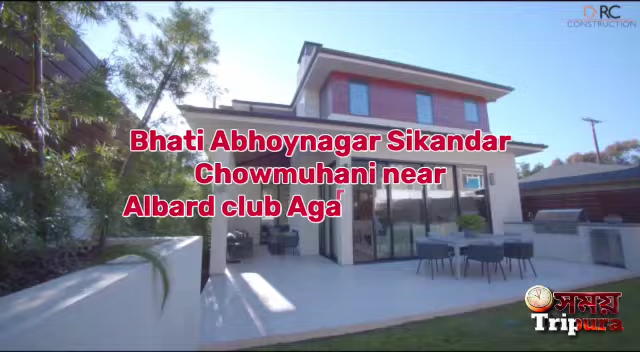 RC
CONSTRUCTION
Bhati Abhoynagar Sikandar
Chowmuhani near
Albard club Aga
সময়
Tripura